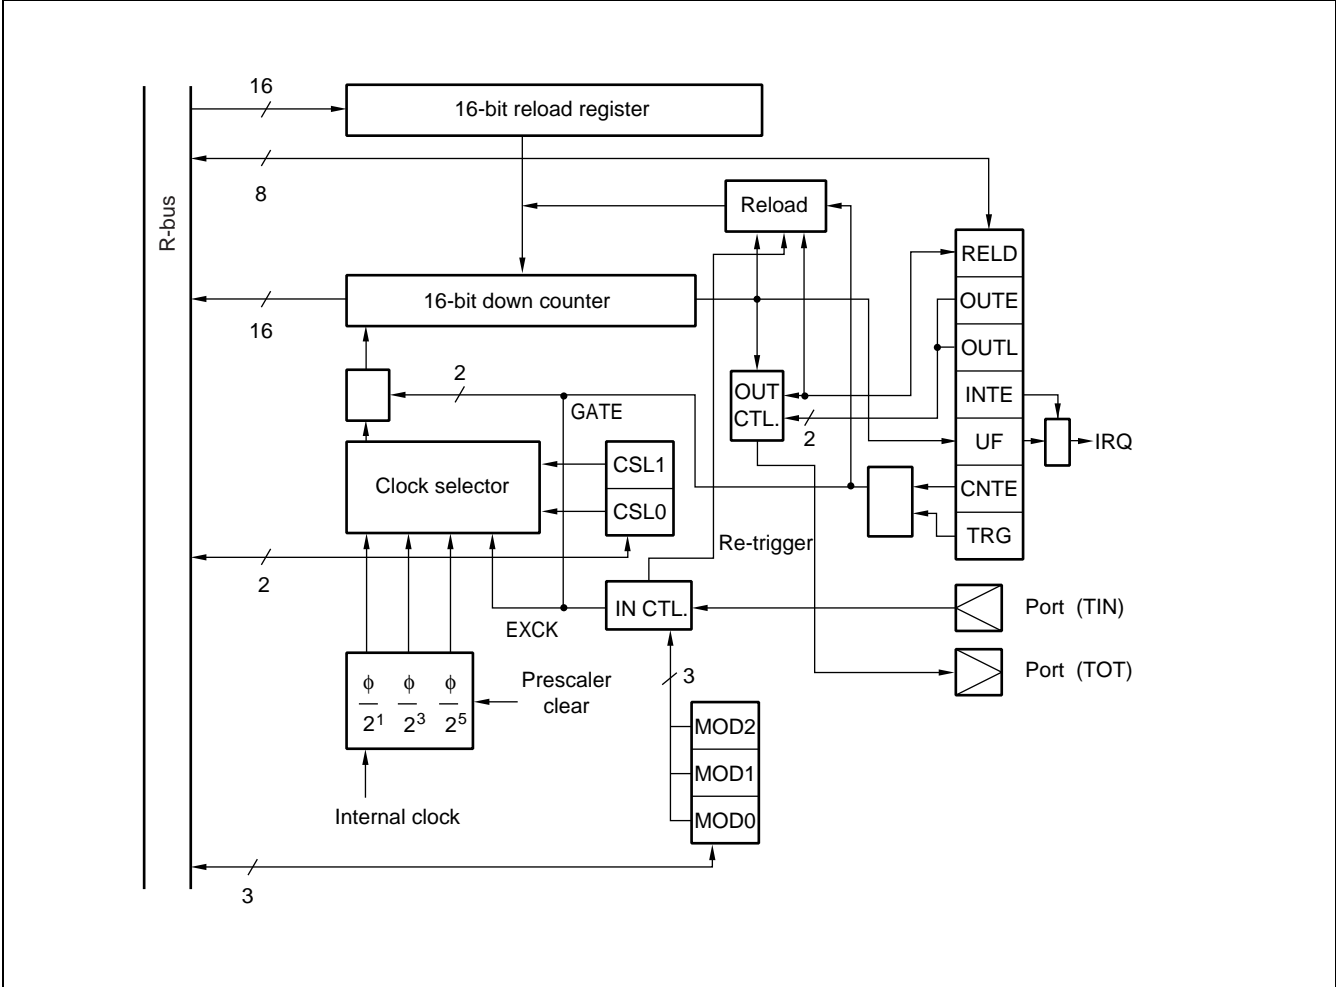 16
16-bit reload register
8
R-bus
Reload
RELD
16-bit down counter
16
OUTE
OUTL
2
GATE
OUT
CTL.
2
INTE
UF
IRQ
Clock selector
CSL1
CSL0
CNTE
TRG
Re-trigger
2
EXCK
IN CTL.
Port (TIN)
Port (TOT)
3
ϕ ϕ ϕ
2¹ 2³ 2⁵
Prescaler
clear
MOD2
MOD1
MOD0
Internal clock
3